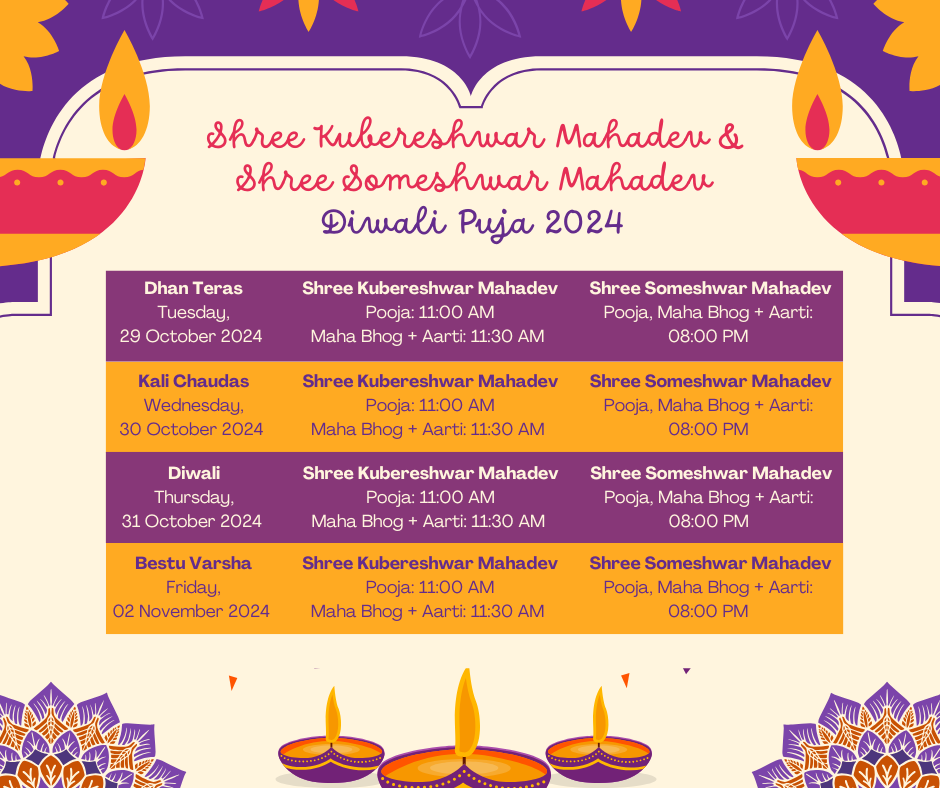 Shree Kubereshwar Mahadev &
Shree Someshwar Mahadev
Diwali Puja 2024
Dhan Teras
Tuesday,
29 October 2024
Shree Kubereshwar Mahadev
Pooja: 11:00 AM
Maha Bhog + Aarti: 11:30 AM
Shree Someshwar Mahadev
Pooja, Maha Bhog + Aarti:
08:00 PM
Kali Chaudas
Wednesday,
30 October 2024
Shree Kubereshwar Mahadev
Pooja: 11:00 AM
Maha Bhog + Aarti: 11:30 AM
Shree Someshwar Mahadev
Pooja, Maha Bhog + Aarti:
08:00 PM
Diwali
Thursday,
31 October 2024
Shree Kubereshwar Mahadev
Pooja: 11:00 AM
Maha Bhog + Aarti: 11:30 AM
Shree Someshwar Mahadev
Pooja, Maha Bhog + Aarti:
08:00 PM
Bestu Varsha
Friday,
02 November 2024
Shree Kubereshwar Mahadev
Pooja: 11:00 AM
Maha Bhog + Aarti: 11:30 AM
Shree Someshwar Mahadev
Pooja, Maha Bhog + Aarti:
08:00 PM